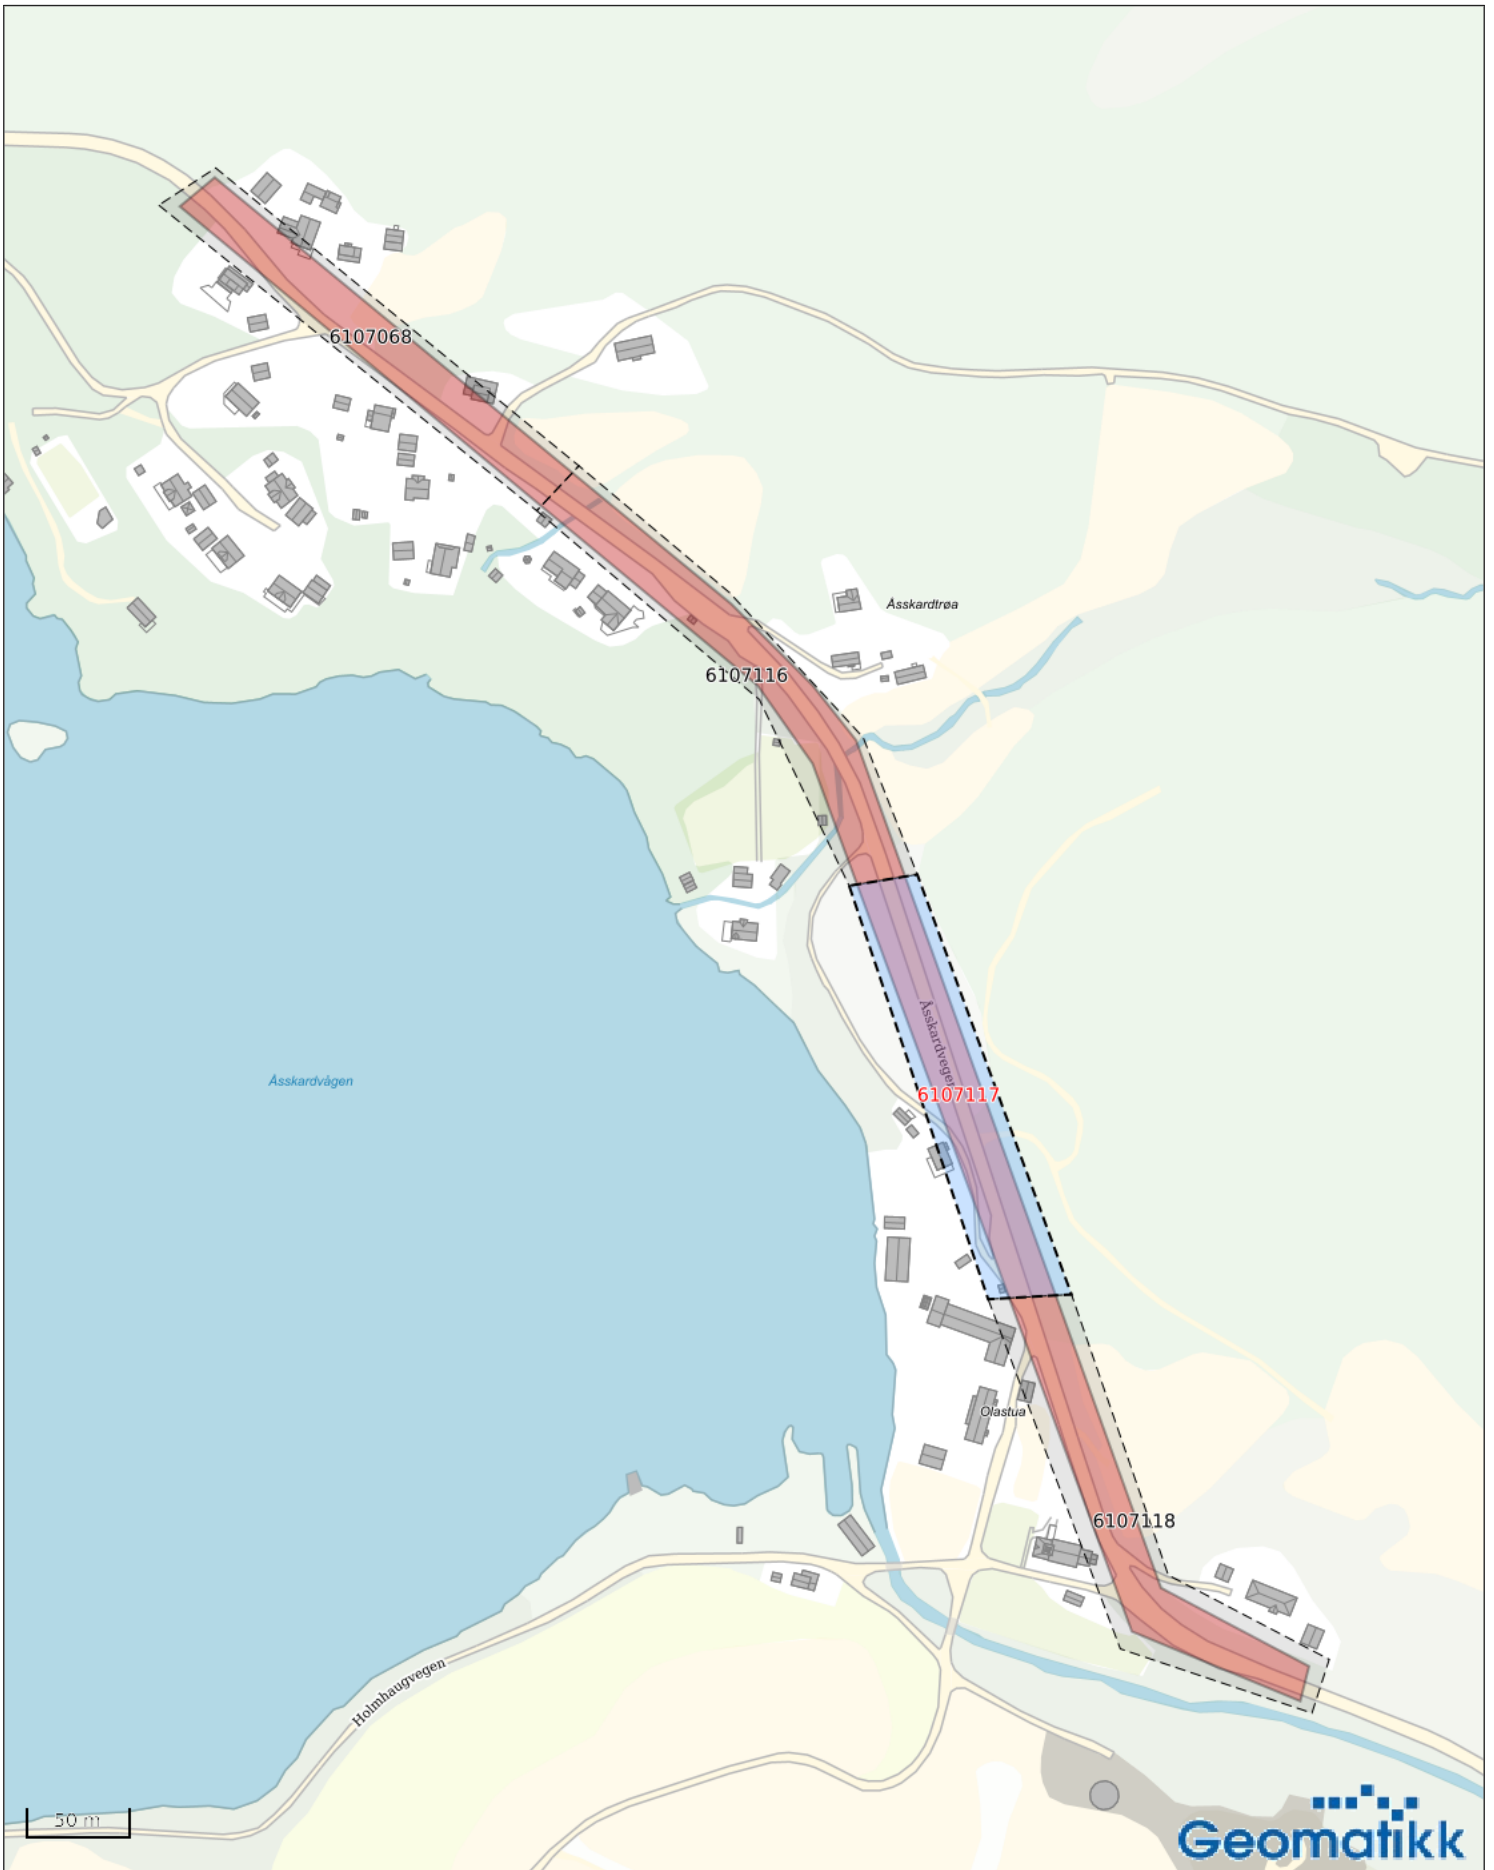 6107068
Åsskardtrøa
6107116
Åsskardvegen
Åsskardvågen
6107117
Olastua
6107118
Holmhaugvegen
50 m
Geomatikk